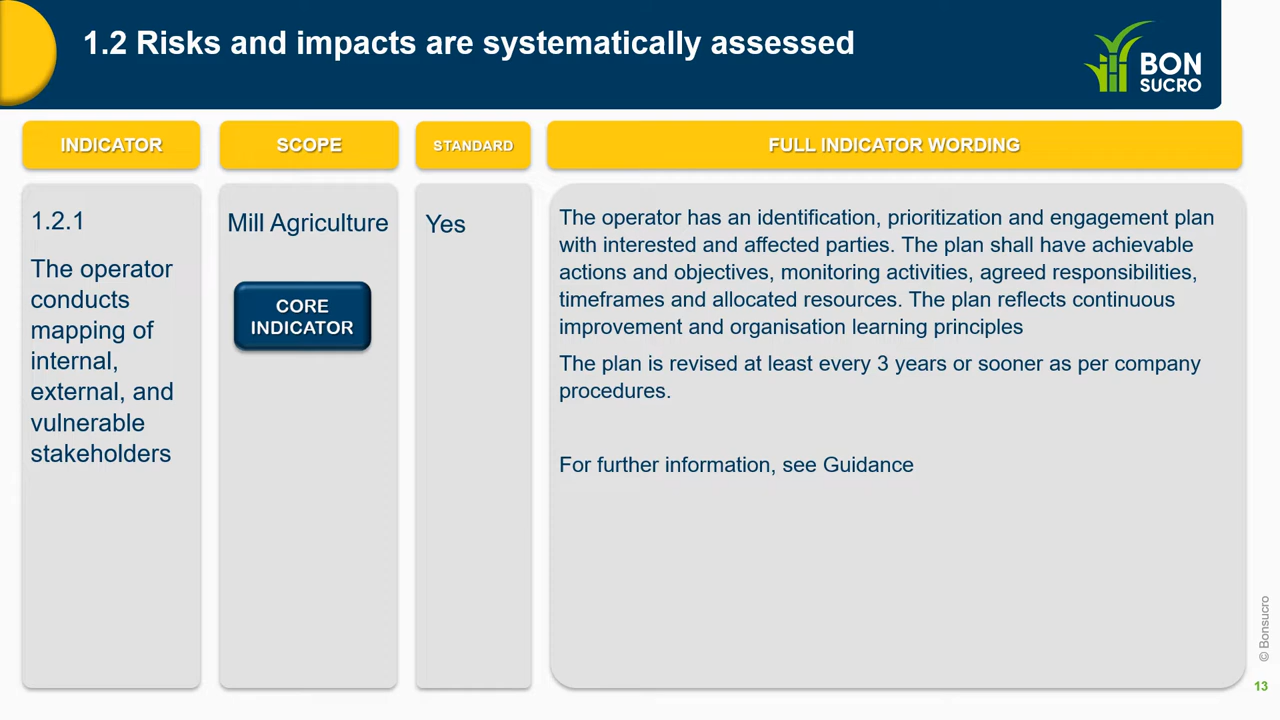 1.2 Risks and impacts are systematically assessed
BON
SUCRO
INDICATOR
SCOPE
STANDARD
FULL INDICATOR WORDING
1.2.1
The operator
conducts
mapping of
internal,
external, and
vulnerable
stakeholders
Mill Agriculture
CORE
INDICATOR
Yes
The operator has an identification, prioritization and engagement plan
with interested and affected parties. The plan shall have achievable
actions and objectives, monitoring activities, agreed responsibilities,
timeframes and allocated resources. The plan reflects continuous
improvement and organisation learning principles
The plan is revised at least every 3 years or sooner as per company
procedures.
For further information, see Guidance
© Bonsucro
13